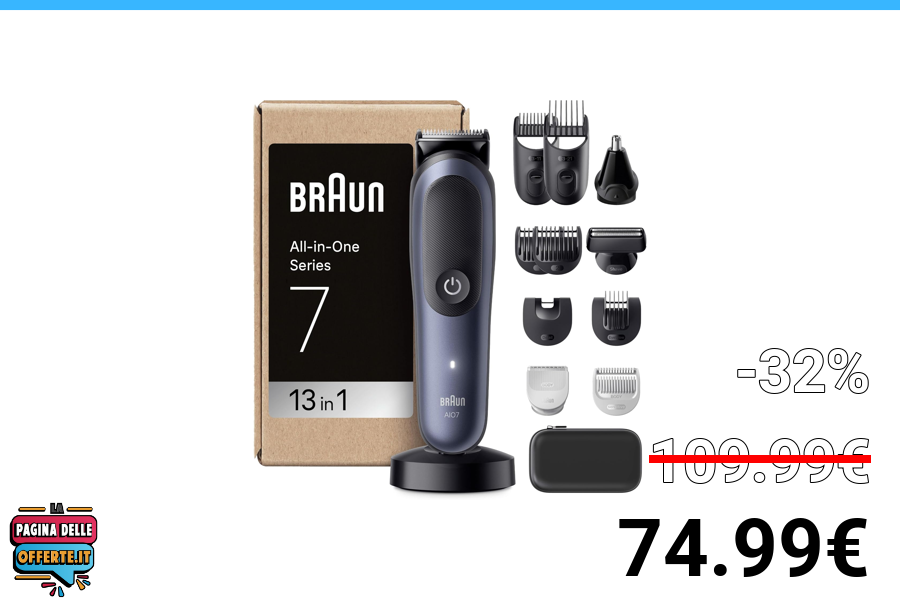 BRAUN
All-in-One
Series
7
13 in 1
BRAUN
AIO7
-32%
109.99€
74.99€
LA
PAGINA DELLE
OFFERTE.IT